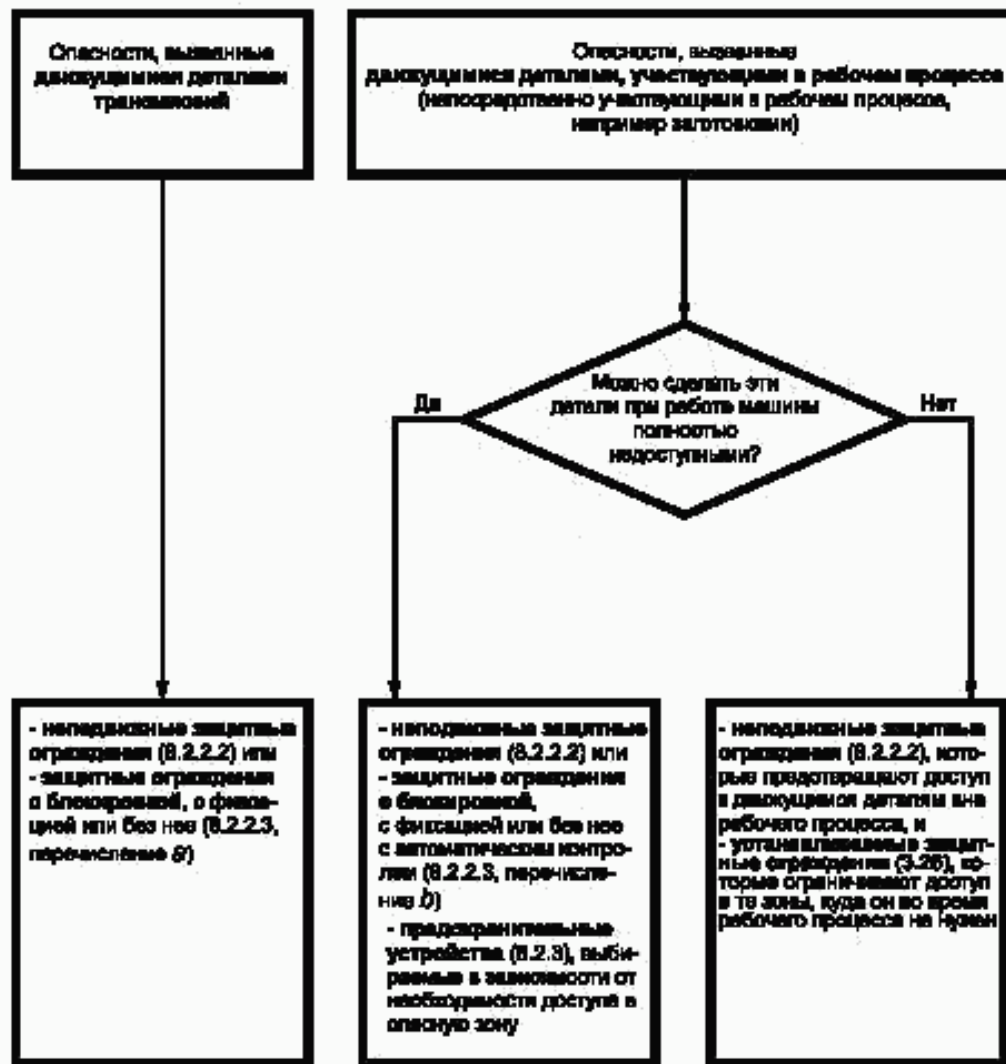 Опасности, вызванные
движущимися деталями
трансмиссий
Опасности, вызванные
движущимися деталями, участвующими в рабочем процессе
(непосредственно участвующими в рабочем процессе,
например заготовками)
Можно сделать эти
детали при работе машины
полностью
недоступными?
Да
Нет
- неподвижные защитные
ограждения (8.2.2.2) или
- защитные ограждения
с блокировкой, с фикса-
цией или без нее (8.2.2.3,
перечисление a)
- неподвижные защитные
ограждения (8.2.2.2) или
- защитные ограждения
с блокировкой,
с фиксацией или без нее
с автоматическим контро-
лем (8.2.2.3, перечисле-
ние b)
- предохранительные
устройства (8.2.3), выби-
раемые в зависимости от
необходимости доступа в
опасную зону
- неподвижные защитные
ограждения (8.2.2.2), кото-
рые предотвращают доступ
к движущимся деталям вне
рабочего процесса, и
- устанавливаемые защит-
ные ограждения (3.26), ко-
торые ограничивают доступ
в те зоны, куда он во время
рабочего процесса не нужен